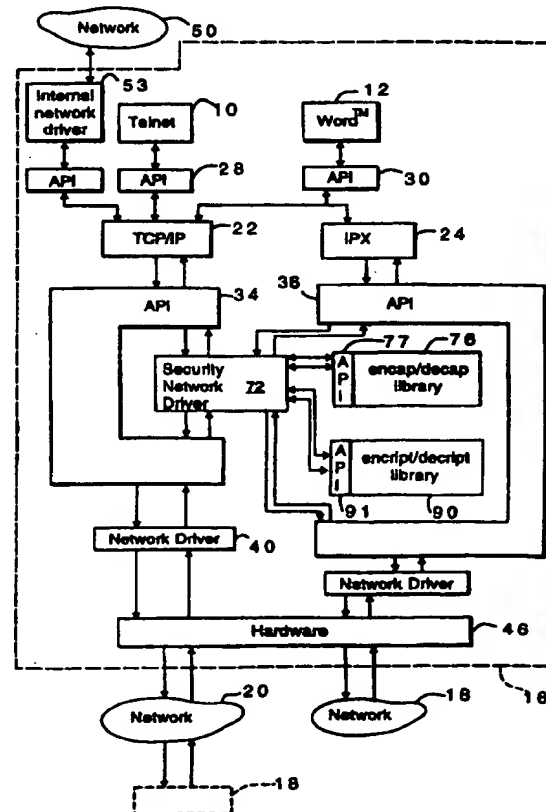 Network
50
53
Internal
network
driver
Telnet
10
12
Word™
API
API
28
API
30
TCP/IP
22
IPX
24
API
34
36
API
Security
Network
Driver
72
77
76
A
P
I
encap/decap
library
A
P
I
encript/decript
library
91
90
Network Driver
40
Network Driver
Hardware
46
16
Network
20
Network
18
18